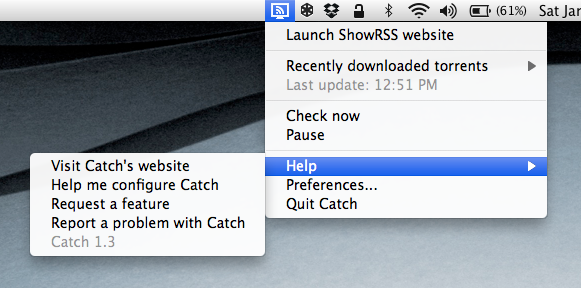 (61%) Sat Jan
Launch ShowRSS website
Recently downloaded torrents
Last update: 12:51 PM
Check now
Pause
Help
Preferences...
Quit Catch
Visit Catch's website
Help me configure Catch
Request a feature
Report a problem with Catch
Catch 1.3